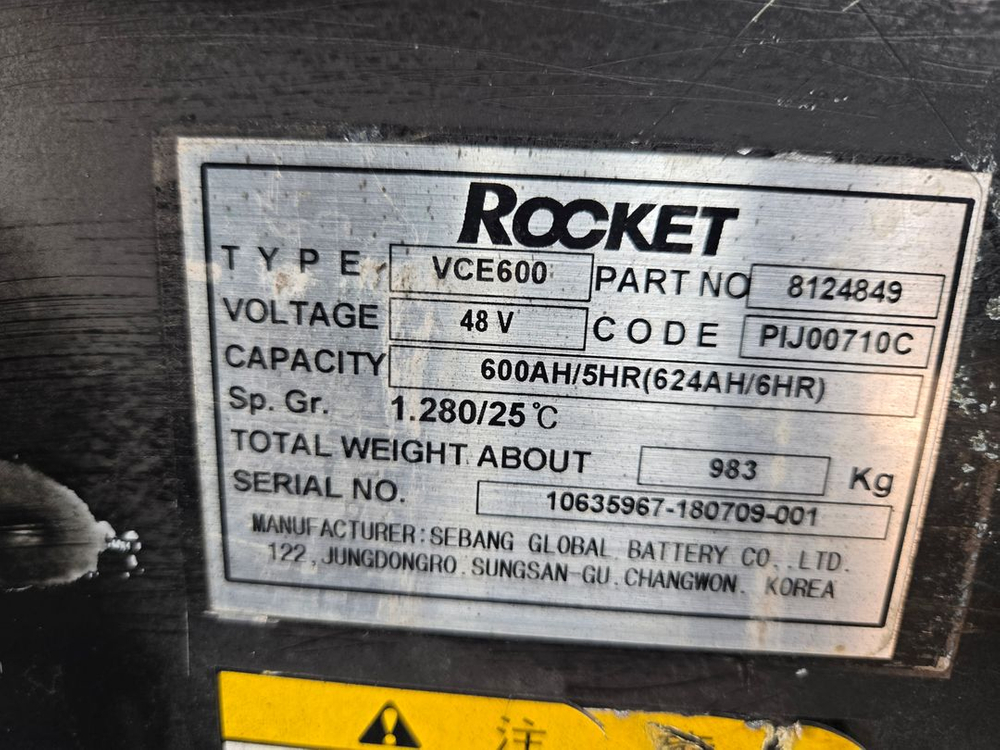 ROCKET
TYPE VCE600 PART NO 8124849
VOLTAGE 48 V CODE PIJ00710C
CAPACITY 600AH/5HR(624AH/6HR)
Sp. Gr. 1.280/25℃
TOTAL WEIGHT ABOUT 983 Kg
SERIAL NO. 10635967-180709-001
MANUFACTURER:SEBANG GLOBAL BATTERY CO.,LTD.
122,JUNGDONGRO.SUNGSAN-GU.CHANGWON. KOREA
注